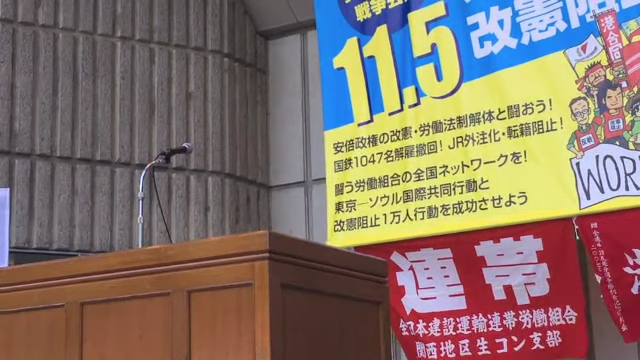 戦争
11.5
改憲阻
安倍政権の改憲・労働法制解体と闘おう！
国鉄1047名解雇撤回！JR外注化・転籍阻止！
闘う労働組合の全国ネットワークを！
東京―ソウル国際共同行動と
改憲阻止1万人行動を成功させよう
港合同
WOR
連帯
全日本建設運輸連帯労働組合
関西地区生コン支部